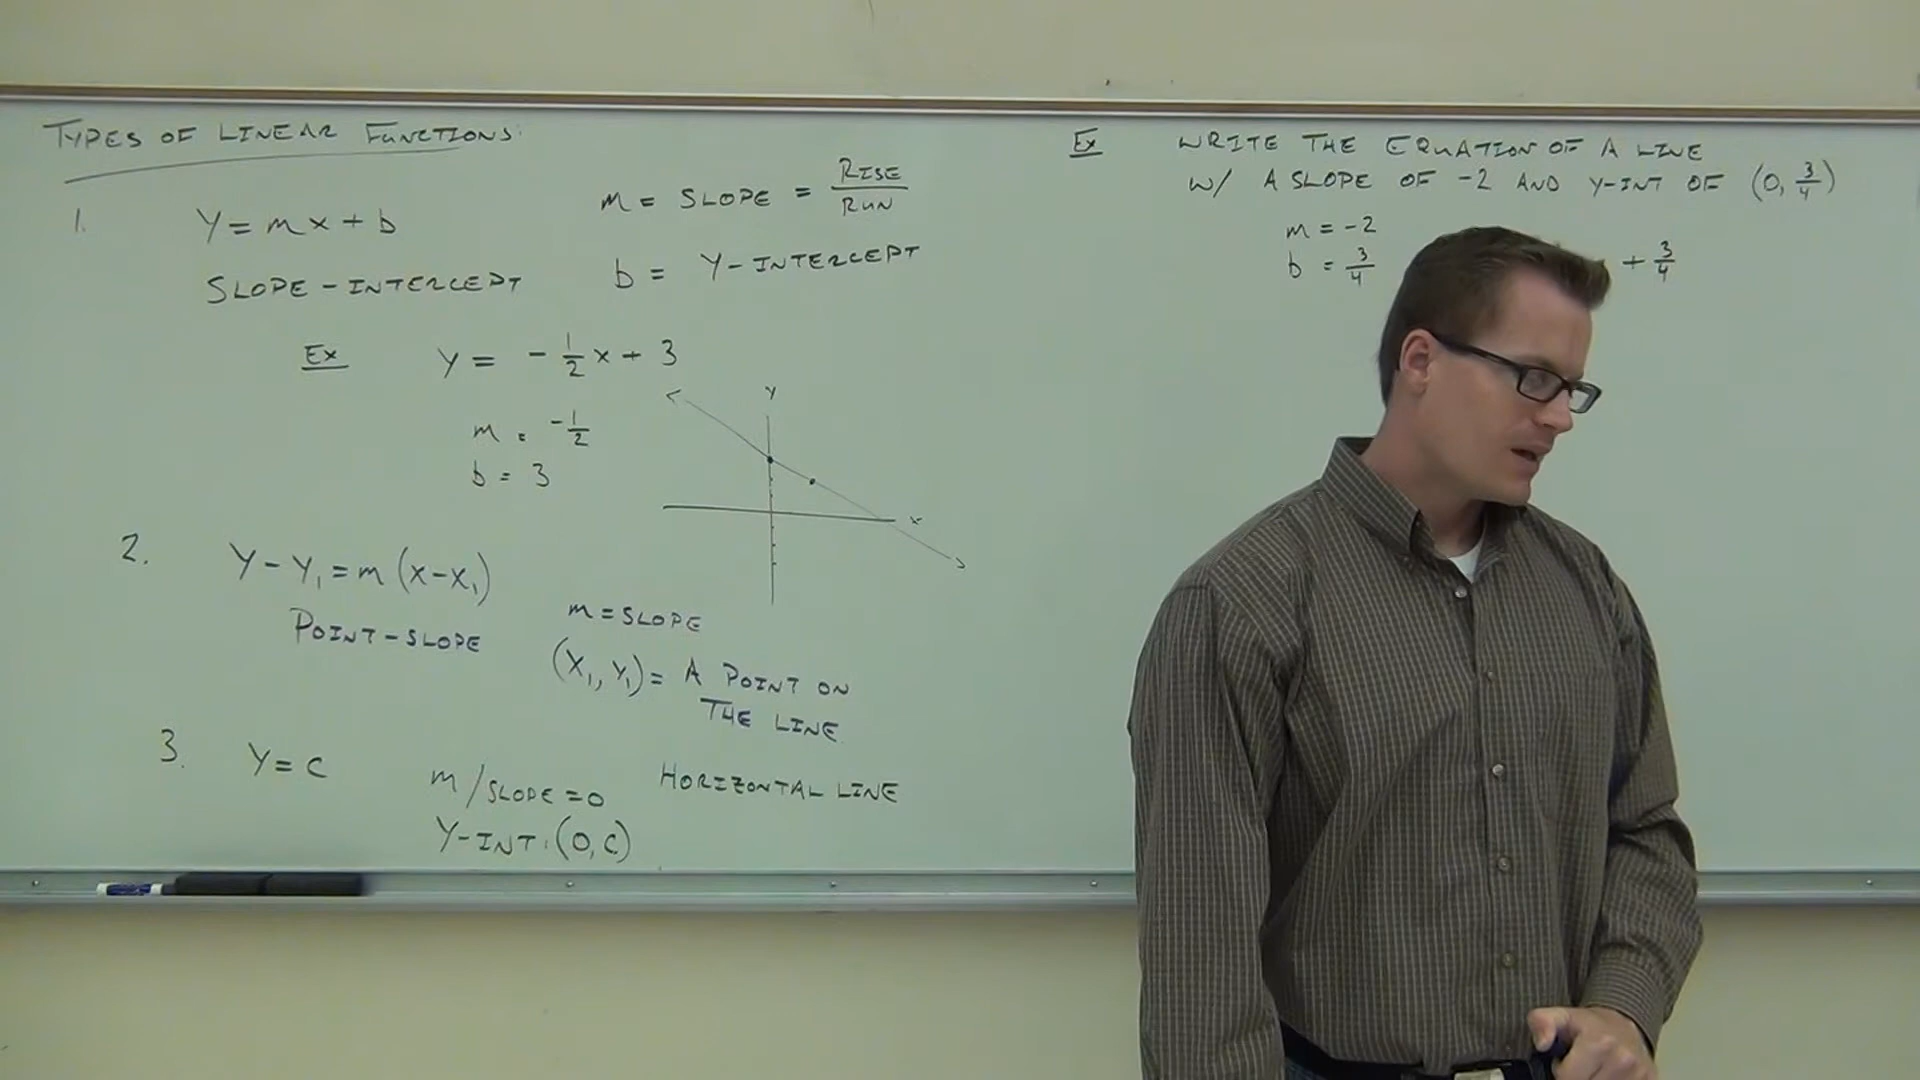 TYPES OF LINEAR FUNCTIONS:
1. Y = mx + b
SLOPE-INTERCEPT
m = SLOPE = RISE/RUN
b = Y-INTERCEPT
Ex Y = -1/2 x + 3
m = -1/2
b = 3
Y
X
2. Y - Y₁ = m(X - X₁)
POINT-SLOPE
m = SLOPE
(X₁, Y₁) = A POINT ON
THE LINE.
3. Y = C
m/SLOPE = 0
Y-INT: (0, C)
HORIZONTAL LINE
Ex WRITE THE EQUATION OF A LINE
W/ A SLOPE OF -2 AND Y-INT OF (0, 3/4)
m = -2
b = 3/4
+ 3/4